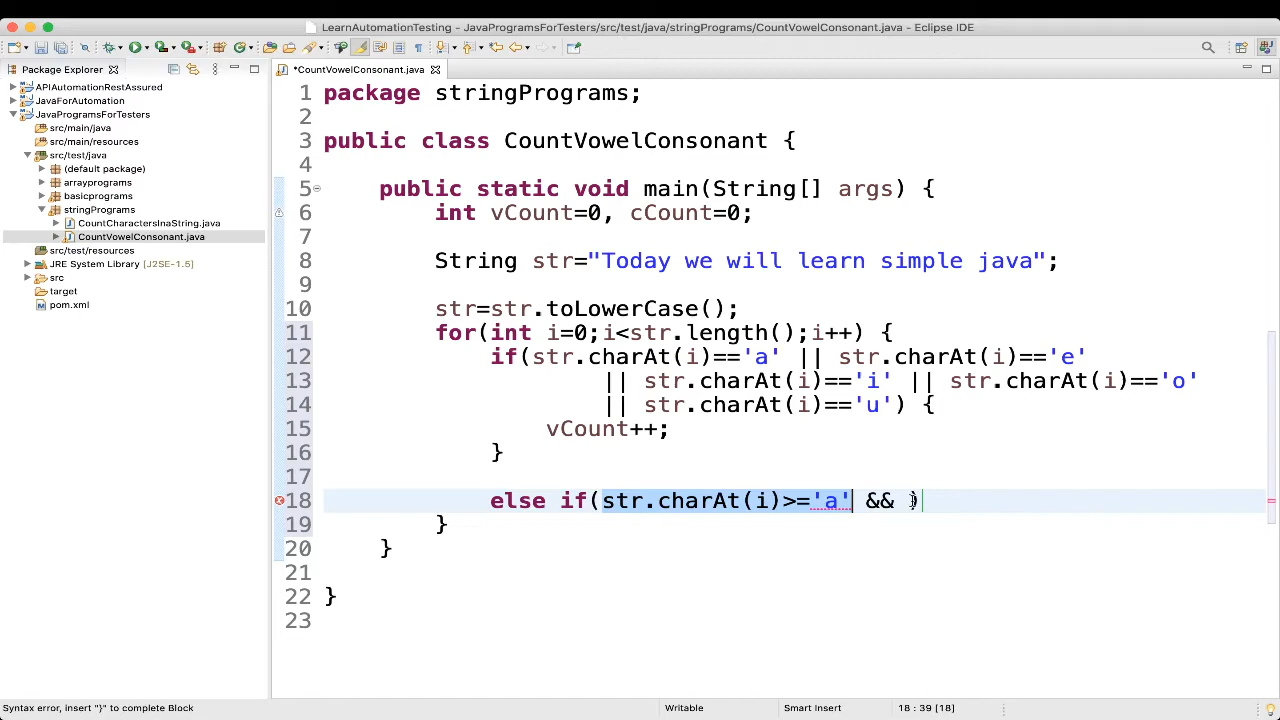 LearnAutomationTesting - JavaProgramsForTesters/src/test/java/stringPrograms/CountVowelConsonant.java - Eclipse IDE
Package Explorer
*CountVowelConsonant.java
APIAutomationRestAssured
JavaForAutomation
JavaProgramsForTesters
src/main/java
src/main/resources
src/test/java
(default package)
arrayprograms
basicprograms
stringPrograms
CountCharactersInaString.java
CountVowelConsonant.java
src/test/resources
JRE System Library [J2SE-1.5]
src
target
pom.xml
1 package stringPrograms;
2
3 public class CountVowelConsonant {
4
5 public static void main(String[] args) {
6 int vCount=0, cCount=0;
7
8 String str="Today we will learn simple java";
9
10 str=str.toLowerCase();
11 for(int i=0;i<str.length();i++) {
12 if(str.charAt(i)=='a' || str.charAt(i)=='e'
13 || str.charAt(i)=='i' || str.charAt(i)=='o'
14 || str.charAt(i)=='u') {
15 vCount++;
16 }
17
18 else if(str.charAt(i)>='a' && )
19 }
20 }
21
22 }
23
Syntax error, insert "}" to complete Block
Writable
Smart Insert
18 : 39 [18]